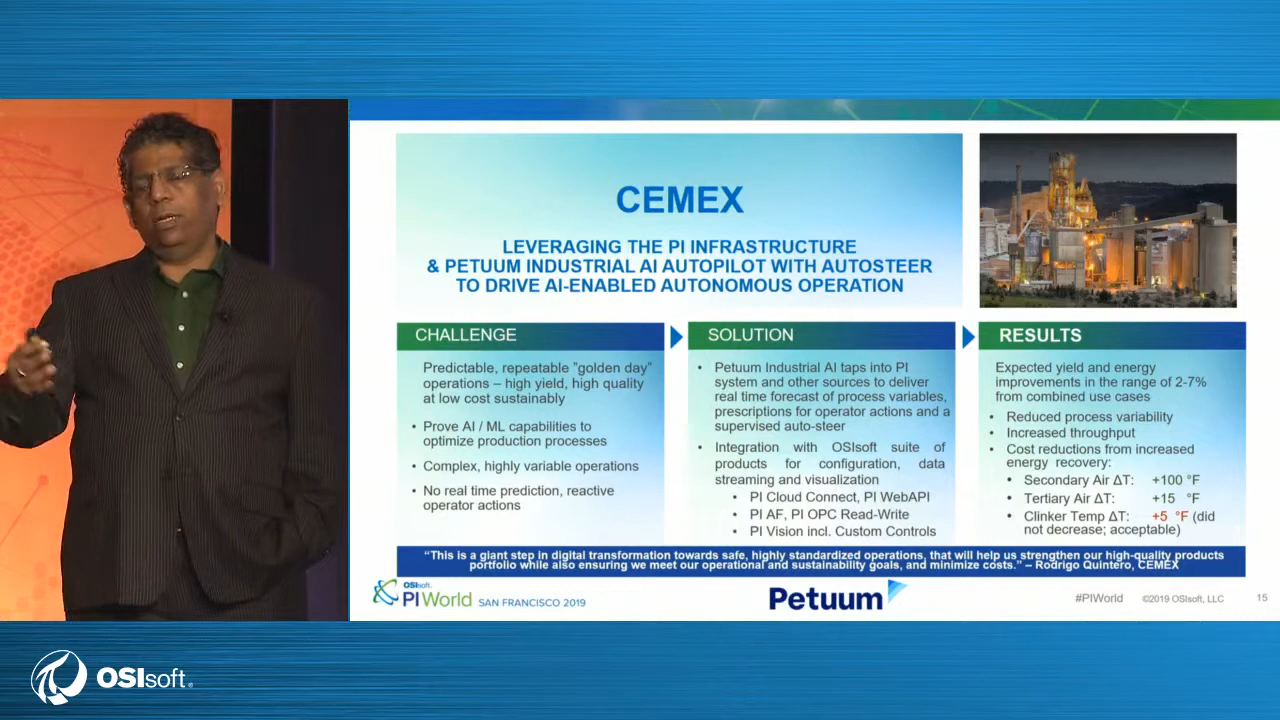 CEMEX
LEVERAGING THE PI INFRASTRUCTURE
& PETUUM INDUSTRIAL AI AUTOPILOT WITH AUTOSTEER
TO DRIVE AI-ENABLED AUTONOMOUS OPERATION
CHALLENGE
Predictable, repeatable "golden day"
operations – high yield, high quality
at low cost sustainably
• Prove AI / ML capabilities to
optimize production processes
• Complex, highly variable operations
• No real time prediction, reactive
operator actions
SOLUTION
• Petuum Industrial AI taps into PI
system and other sources to deliver
real time forecast of process variables,
prescriptions for operator actions and a
supervised auto-steer
• Integration with OSIsoft suite of
products for configuration, data
streaming and visualization
• PI Cloud Connect, PI WebAPI
• PI AF, PI OPC Read-Write
• PI Vision incl. Custom Controls
RESULTS
Expected yield and energy
improvements in the range of 2-7%
from combined use cases
• Reduced process variability
• Increased throughput
• Cost reductions from increased
energy recovery:
• Secondary Air ΔT: +100 °F
• Tertiary Air ΔT: +15 °F
• Clinker Temp ΔT: +5 °F (did
not decrease; acceptable)
“This is a giant step in digital transformation towards safe, highly standardized operations, that will help us strengthen our high-quality products
portfolio while also ensuring we meet our operational and sustainability goals, and minimize costs.” – Rodrigo Quintero, CEMEX
OSIsoft.
PI World SAN FRANCISCO 2019
Petuum
#PIWorld ©2019 OSIsoft, LLC 15
OSIsoft®